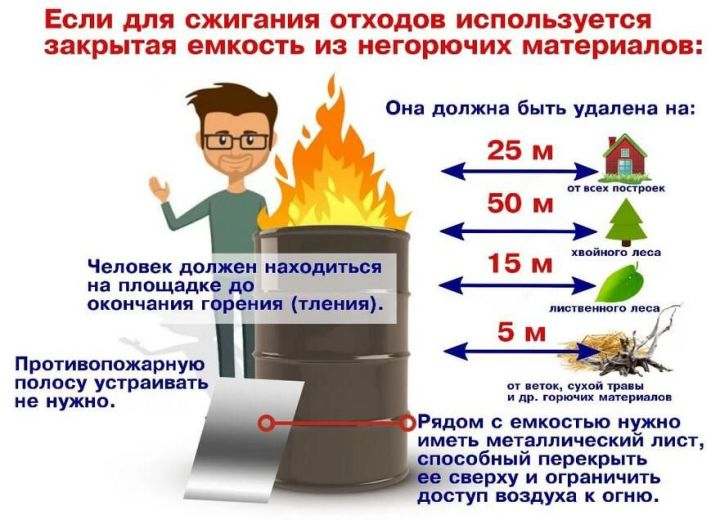 Если для сжигания отходов используется
закрытая емкость из негорючих материалов:
Она должна быть удалена на:
25 м
от всех построек
50 м
хвойного леса
15 м
лиственного леса
5 м
от веток, сухой травы
и др. горючих материалов
Человек должен находиться
на площадке до
окончания горения (тления).
Противопожарную
полосу устраивать
не нужно.
Рядом с емкостью нужно
иметь металлический лист,
способный перекрыть
ее сверху и ограничить
доступ воздуха к огню.